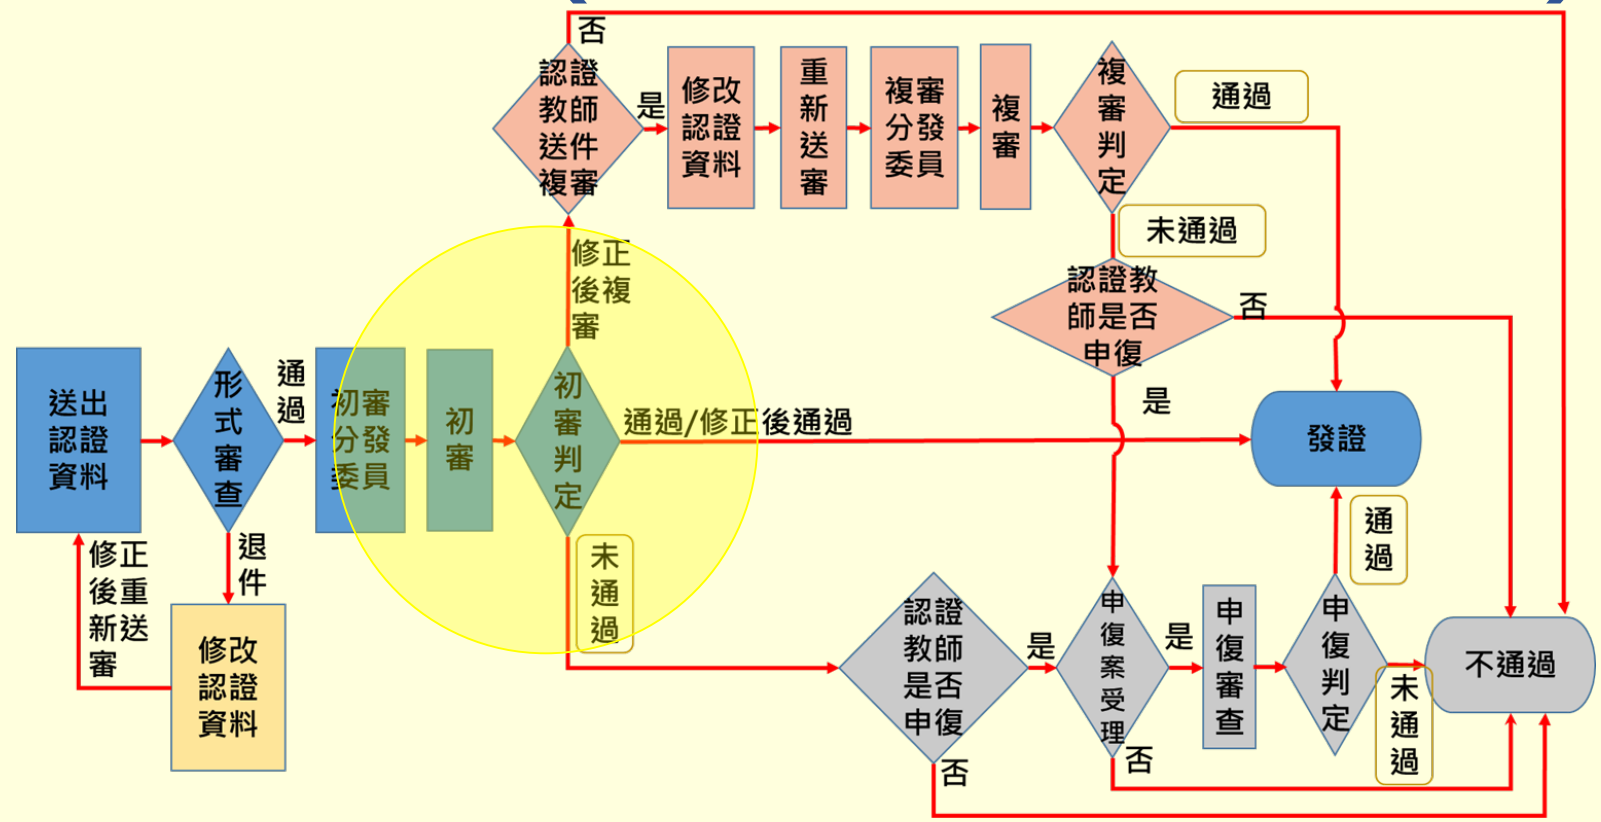 否
認證
教師
送件
複審
是
修改
認證
資料
重
新
送
審
複審
分發
委員
複
審
複
審
判
定
通過
未通過
認證教
師是否
申復
否
是
修正
後複
審
送出
認證
資料
形
式
審
查
通
過
初審
分發
委員
初
審
初
審
判
定
通過/修正後通過
發證
退
件
修正
後重
新送
審
修改
認證
資料
未
通
過
認證
教師
是否
申復
是
否
申
復
案
受
理
是
否
申
復
審
查
申
復
判
定
通
過
未
通
過
不通過